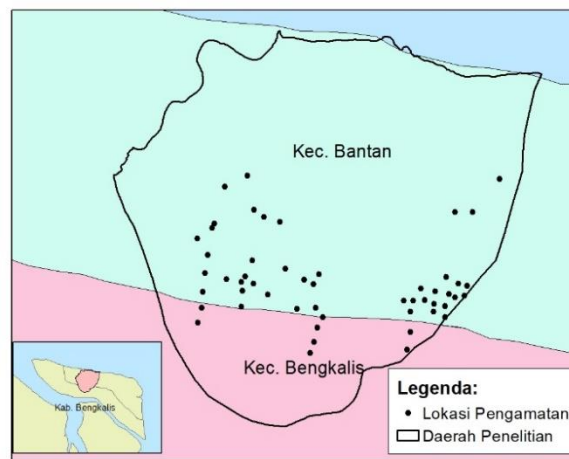 Kec. Bantan
Kec. Bengkalis
Kab. Bengkalis
Legenda:
Lokasi Pengamatan
Daerah Penelitian